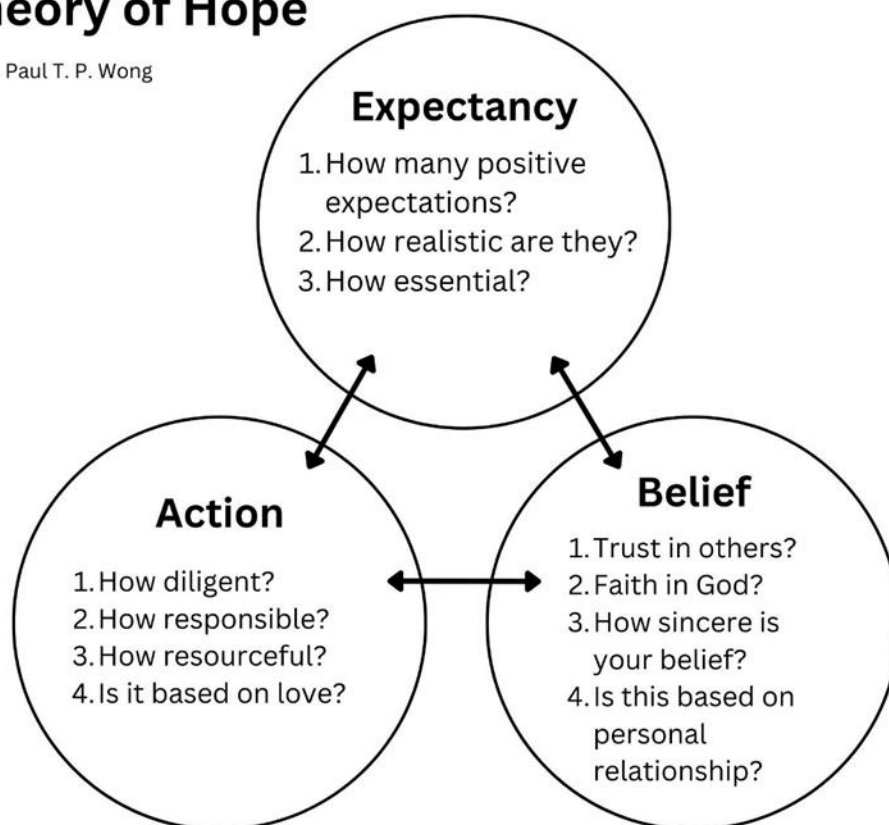 of Hope
Paul T. P. Wong
Expectancy
1. How many positive
expectations?
2. How realistic are they?
3. How essential?
Action
1. How diligent?
2. How responsible?
3. How resourceful?
4. Is it based on love?
Belief
1. Trust in others?
2. Faith in God?
3. How sincere is
your belief?
4. Is this based on
personal
relationship?